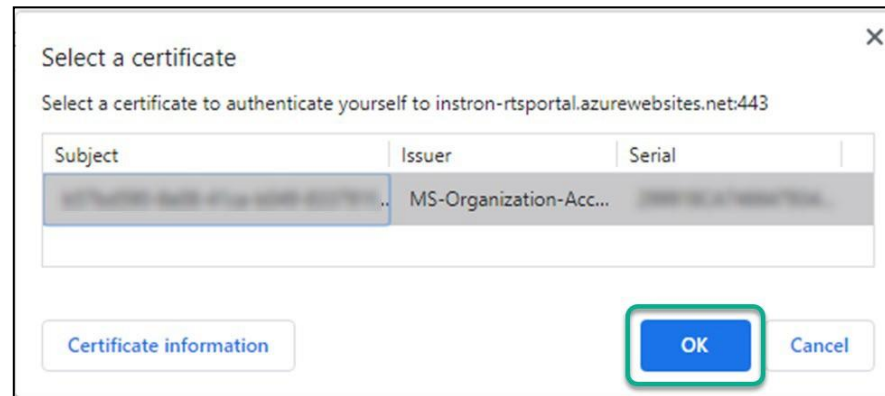 Select a certificate
Select a certificate to authenticate yourself to instron-rtsportal.azurewebsites.net:443
Subject Issuer Serial
MS-Organization-Acc...
Certificate information OK Cancel